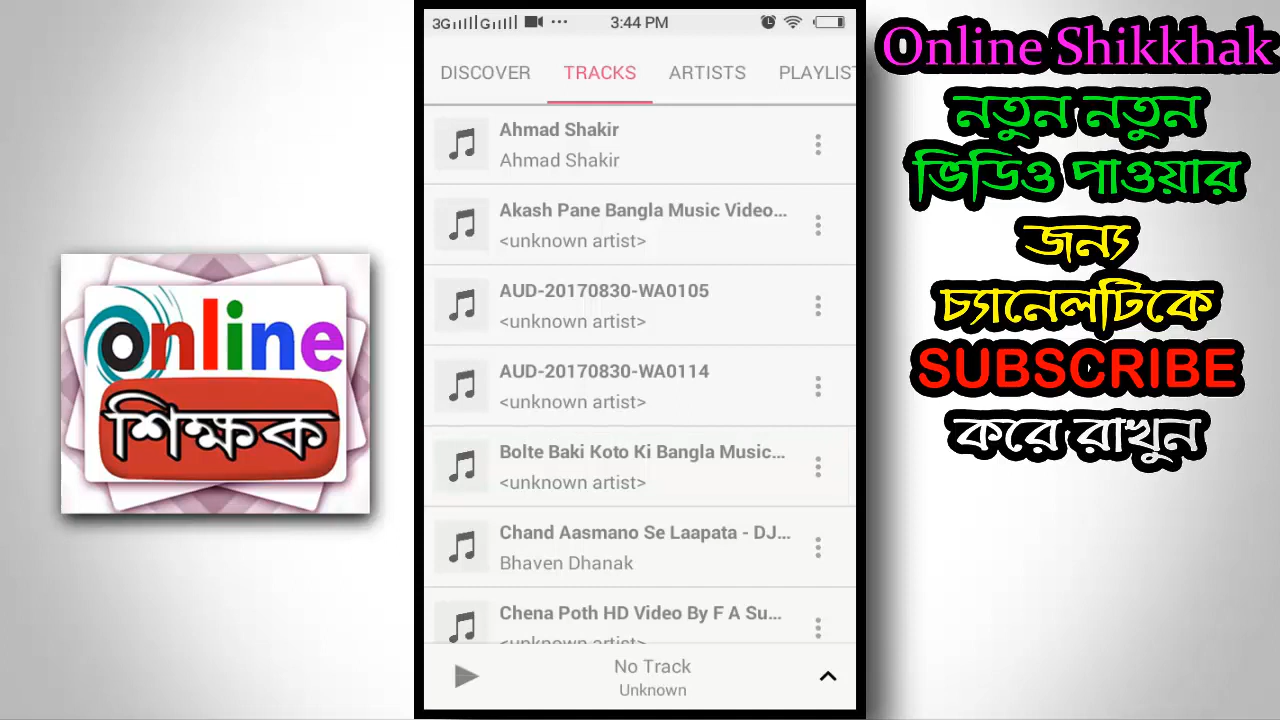 online
শিক্ষক
3G G 3:44 PM
DISCOVER TRACKS ARTISTS PLAYLIST
Ahmad Shakir
Ahmad Shakir
Akash Pane Bangla Music Video...
<unknown artist>
AUD-20170830-WA0105
<unknown artist>
AUD-20170830-WA0114
<unknown artist>
Bolte Baki Koto Ki Bangla Music...
<unknown artist>
Chand Aasmano Se Laapata - DJ...
Bhaven Dhanak
Chena Poth HD Video By F A Su...
<unknown artist>
No Track
Unknown
Online Shikkhak
নতুন নতুন
ভিডিও পাওয়ার
জন্য
চ্যানেলটিকে
SUBSCRIBE
করে রাখুন